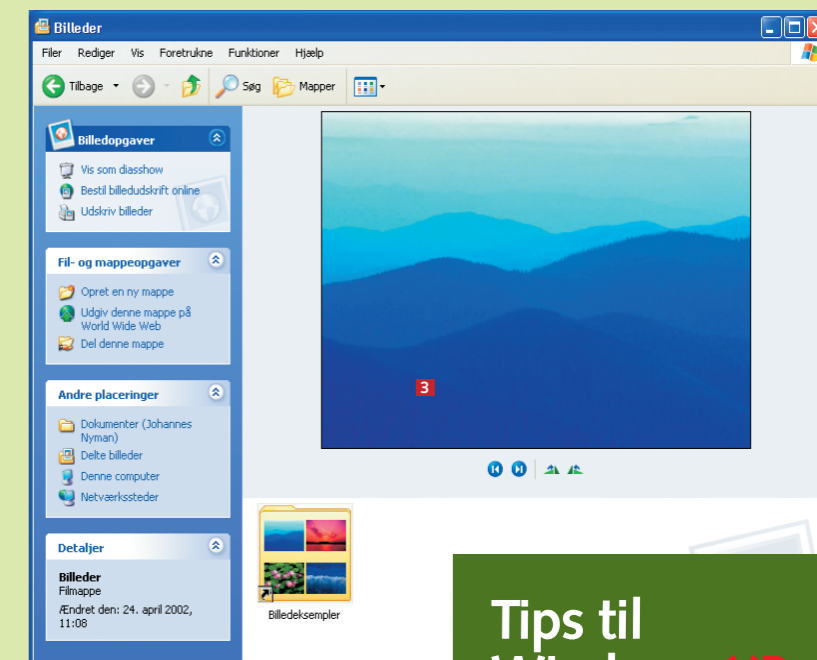 Billeder
Filer Rediger Vis Foretrukne Funktioner Hjælp
Tilbage Søg Mapper
Billedopgaver
Vis som diasshow
Bestil billedudskrift online
Udskriv billeder
Fil- og mappeopgaver
Opret en ny mappe
Udgiv denne mappe på
World Wide Web
Del denne mappe
Andre placeringer
Dokumenter (Johannes
Nyman)
Delte billeder
Denne computer
Netværkssteder
Detaljer
Billeder
Filmappe
Ændret den: 24. april 2002,
11:08
3
Billedeksempler
Tips til